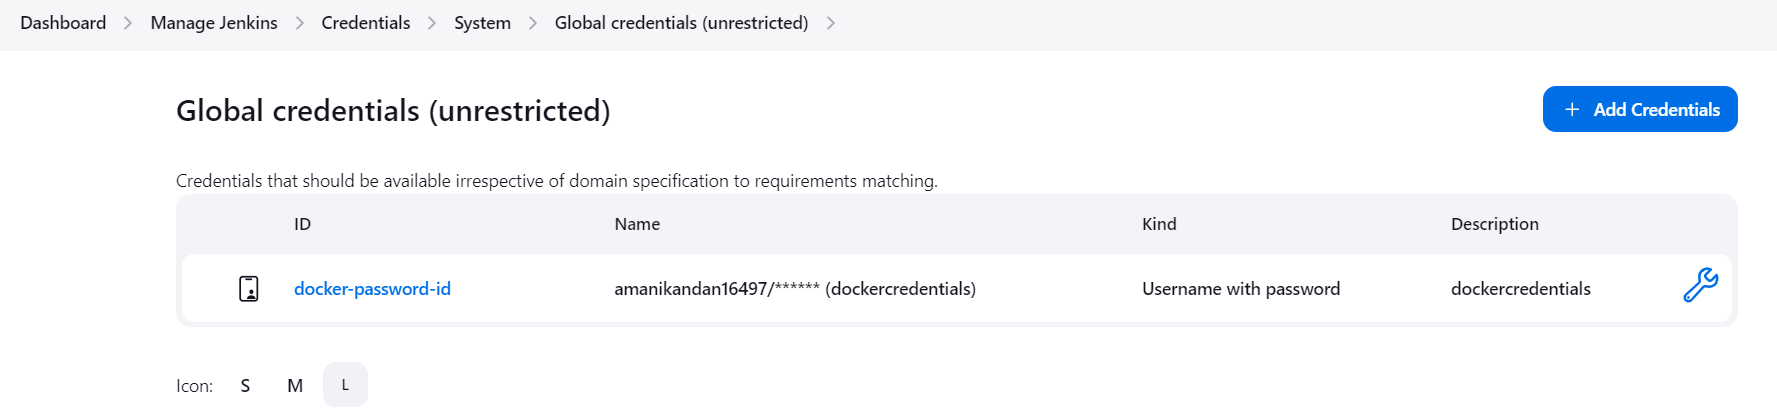 Dashboard > Manage Jenkins > Credentials > System > Global credentials (unrestricted) >
Global credentials (unrestricted)
+ Add Credentials
Credentials that should be available irrespective of domain specification to requirements matching.
ID Name Kind Description
docker-password-id amanikandan16497/****** (dockercredentials) Username with password dockercredentials
Icon: S M L